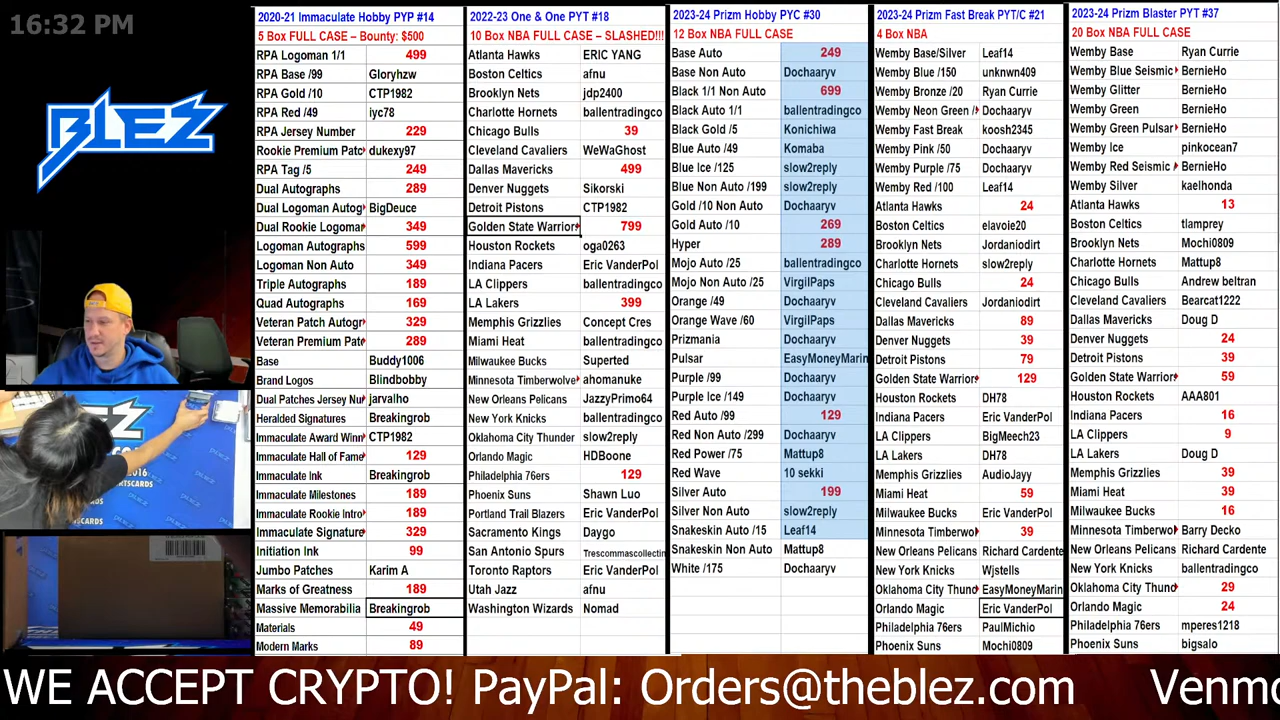 16:32 PM
BLEZ
2016
SPORTSCARDS
2020-21 Immaculate Hobby PYP #14
5 Box FULL CASE – Bounty: $500
RPA Logoman 1/1 499
RPA Base /99 Gloryhzw
RPA Gold /10 CTP1982
RPA Red /49 iyc78
RPA Jersey Number 229
Rookie Premium Patc dukexy97
RPA Tag /5 249
Dual Autographs 289
Dual Logoman Autog BigDeuce
Dual Rookie Logomar 349
Logoman Autographs 599
Logoman Non Auto 349
Triple Autographs 189
Quad Autographs 169
Veteran Patch Autogr 329
Veteran Premium Pat 289
Base Buddy1006
Brand Logos Blindbobby
Dual Patches Jersey Nu jarvalho
Heralded Signatures Breakingrob
Immaculate Award Winn CTP1982
Immaculate Hall of Fame 129
Immaculate Ink Breakingrob
Immaculate Milestones 189
Immaculate Rookie Intro 189
Immaculate Signature 329
Initiation Ink 99
Jumbo Patches Karim A
Marks of Greatness 189
Massive Memorabilia Breakingrob
Materials 49
Modern Marks 89
2022-23 One & One PYT #18
10 Box NBA FULL CASE – SLASHED!!!
Atlanta Hawks ERIC YANG
Boston Celtics afnu
Brooklyn Nets jdp2400
Charlotte Hornets ballentradingco
Chicago Bulls 39
Cleveland Cavaliers WeWaGhost
Dallas Mavericks 499
Denver Nuggets Sikorski
Detroit Pistons CTP1982
Golden State Warrior 799
Houston Rockets oga0263
Indiana Pacers Eric VanderPol
LA Clippers ballentradingc
LA Lakers 399
Memphis Grizzlies Concept Cres
Miami Heat ballentradingc
Milwaukee Bucks Superted
Minnesota Timberwolve ahomanuke
New Orleans Pelicans JazzyPrimo64
New York Knicks ballentradingc
Oklahoma City Thunder slow2reply
Orlando Magic HDBoone
Philadelphia 76ers 129
Phoenix Suns Shawn Luo
Portland Trail Blazers Eric VanderPol
Sacramento Kings Daygo
San Antonio Spurs Trescommascollectin
Toronto Raptors Eric VanderPol
Utah Jazz afnu
Washington Wizards Nomad
2023-24 Prizm Hobby PYC #30
12 Box NBA FULL CASE
Base Auto 249
Base Non Auto Dochaaryv
Black 1/1 Non Auto 699
Black Auto 1/1 ballentradingco
Black Gold /5 Konichiwa
Blue Auto /49 Komaba
Blue Ice /125 slow2reply
Blue Non Auto /199 slow2reply
Gold /10 Non Auto Dochaaryv
Gold Auto /10 269
Hyper 289
Mojo Auto /25 ballentradingco
Mojo Non Auto /25 VirgilPaps
Orange /49 Dochaaryv
Orange Wave /60 VirgilPaps
Prizmania Dochaaryv
Pulsar EasyMoneyMarin
Purple /99 Dochaaryv
Purple Ice /149 Dochaaryv
Red Auto /99 129
Red Non Auto /299 Dochaaryv
Red Power /75 Mattup8
Red Wave 10 sekki
Silver Auto 199
Silver Non Auto slow2reply
Snakeskin Auto /15 Leaf14
Snakeskin Non Auto Mattup8
White /175 Dochaaryv
2023-24 Prizm Fast Break PYT/C #21
4 Box NBA
Wemby Base/Silver Leaf14
Wemby Blue /150 unknwn409
Wemby Bronze /20 Ryan Currie
Wemby Neon Green / Dochaaryv
Wemby Fast Break koosh2345
Wemby Pink /50 Dochaaryv
Wemby Purple /75 Dochaaryv
Wemby Red /100 Leaf14
Atlanta Hawks 24
Boston Celtics elavoie20
Brooklyn Nets Jordaniodirt
Charlotte Hornets slow2reply
Chicago Bulls 24
Cleveland Cavaliers Jordaniodirt
Dallas Mavericks 89
Denver Nuggets 39
Detroit Pistons 79
Golden State Warrior 129
Houston Rockets DH78
Indiana Pacers Eric VanderPol
LA Clippers BigMeech23
LA Lakers DH78
Memphis Grizzlies AudioJayy
Miami Heat 59
Milwaukee Bucks Eric VanderPol
Minnesota Timberwo 39
New Orleans Pelicans Richard Cardente
New York Knicks Wjstells
Oklahoma City Thun EasyMoneyMarin
Orlando Magic Eric VanderPol
Philadelphia 76ers PaulMichio
Phoenix Suns Mochi0809
2023-24 Prizm Blaster PYT #37
20 Box NBA FULL CASE
Wemby Base Ryan Currie
Wemby Blue Seismic BernieHo
Wemby Glitter BernieHo
Wemby Green BernieHo
Wemby Green Pulsar BernieHo
Wemby Ice pinkocean7
Wemby Red Seismic BernieHo
Wemby Silver kaelhonda
Atlanta Hawks 13
Boston Celtics tlamprey
Brooklyn Nets Mochi0809
Charlotte Hornets Mattup8
Chicago Bulls Andrew beltran
Cleveland Cavaliers Bearcat1222
Dallas Mavericks Doug D
Denver Nuggets 24
Detroit Pistons 39
Golden State Warrior 59
Houston Rockets AAA801
Indiana Pacers 16
LA Clippers 9
LA Lakers Doug D
Memphis Grizzlies 39
Miami Heat 39
Milwaukee Bucks 16
Minnesota Timberwo Barry Decko
New Orleans Pelicans Richard Cardente
New York Knicks ballentradingco
Oklahoma City Thun 29
Orlando Magic 24
Philadelphia 76ers mperes1218
Phoenix Suns bigsalo
WE ACCEPT CRYPTO! PayPal: Orders@theblez.com Venmo